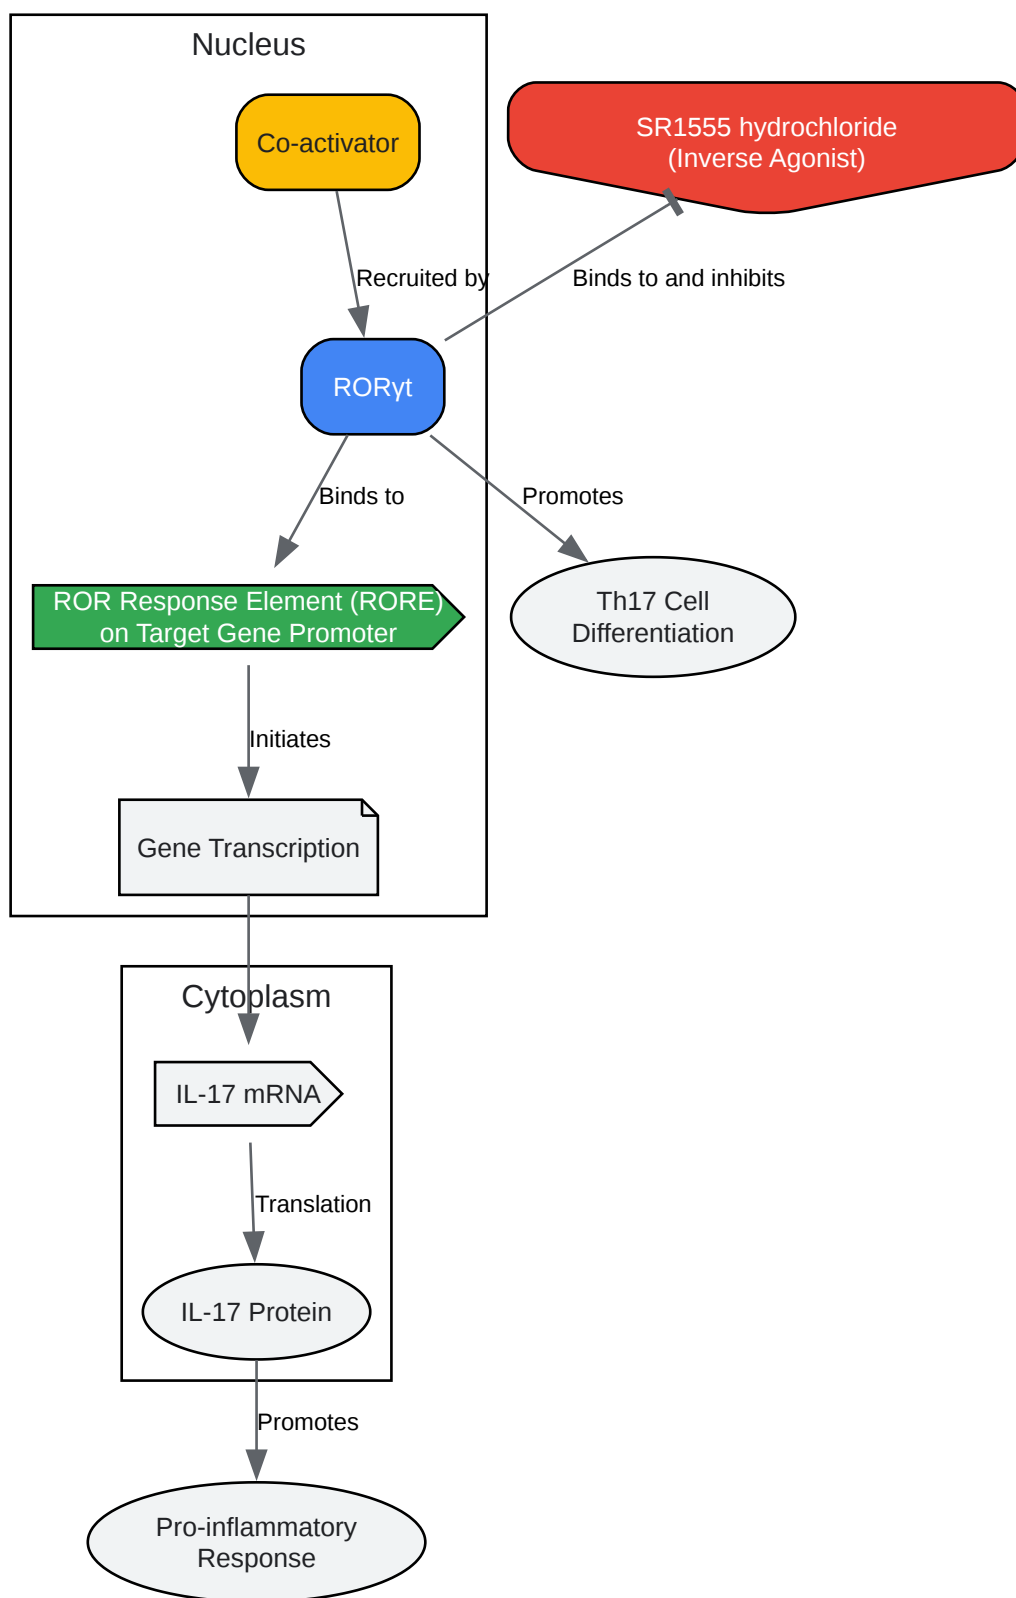 Nucleus
Co-activator
SR1555 hydrochloride
(Inverse Agonist)
Recruited by
Binds to and inhibits
RORγt
Binds to
Promotes
ROR Response Element (RORE)
on Target Gene Promoter
Th17 Cell
Differentiation
Initiates
Gene Transcription
Cytoplasm
IL-17 mRNA
Translation
IL-17 Protein
Promotes
Pro-inflammatory
Response